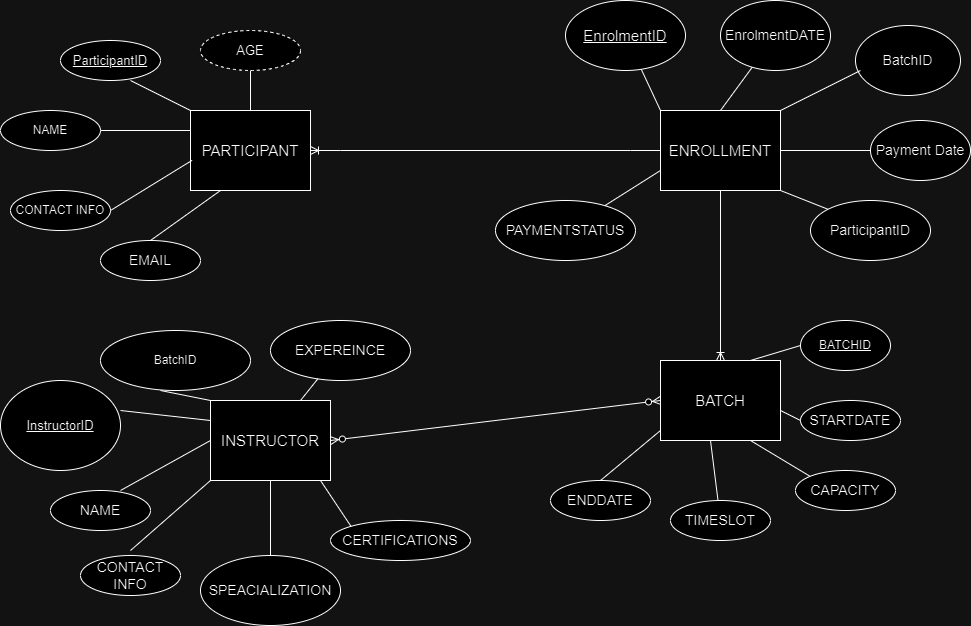 EnrolmentID
EnrolmentDATE
AGE
ParticipantID
BatchID
NAME
PARTICIPANT
ENROLLMENT
Payment Date
CONTACT INFO
PAYMENTSTATUS
ParticipantID
EMAIL
BatchID
EXPEREINCE
BATCHID
InstructorID
INSTRUCTOR
BATCH
STARTDATE
NAME
ENDDATE
CAPACITY
TIMESLOT
CERTIFICATIONS
CONTACT
INFO
SPEACIALIZATION